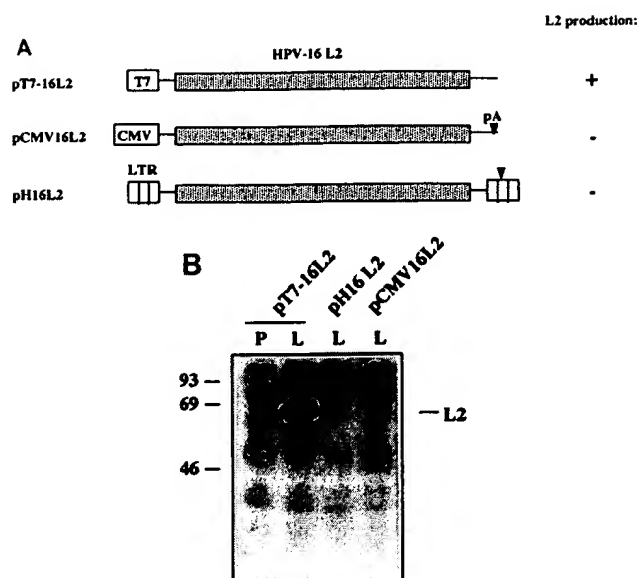 L2 production:
A
HPV-16 L2
pT7-16L2 T7 +
pA
pCMV16L2 CMV -
LTR
pH16L2 -
B
pT7-16L2 pH16 L2 pCMV16L2
P L L L
93
69
L2
46